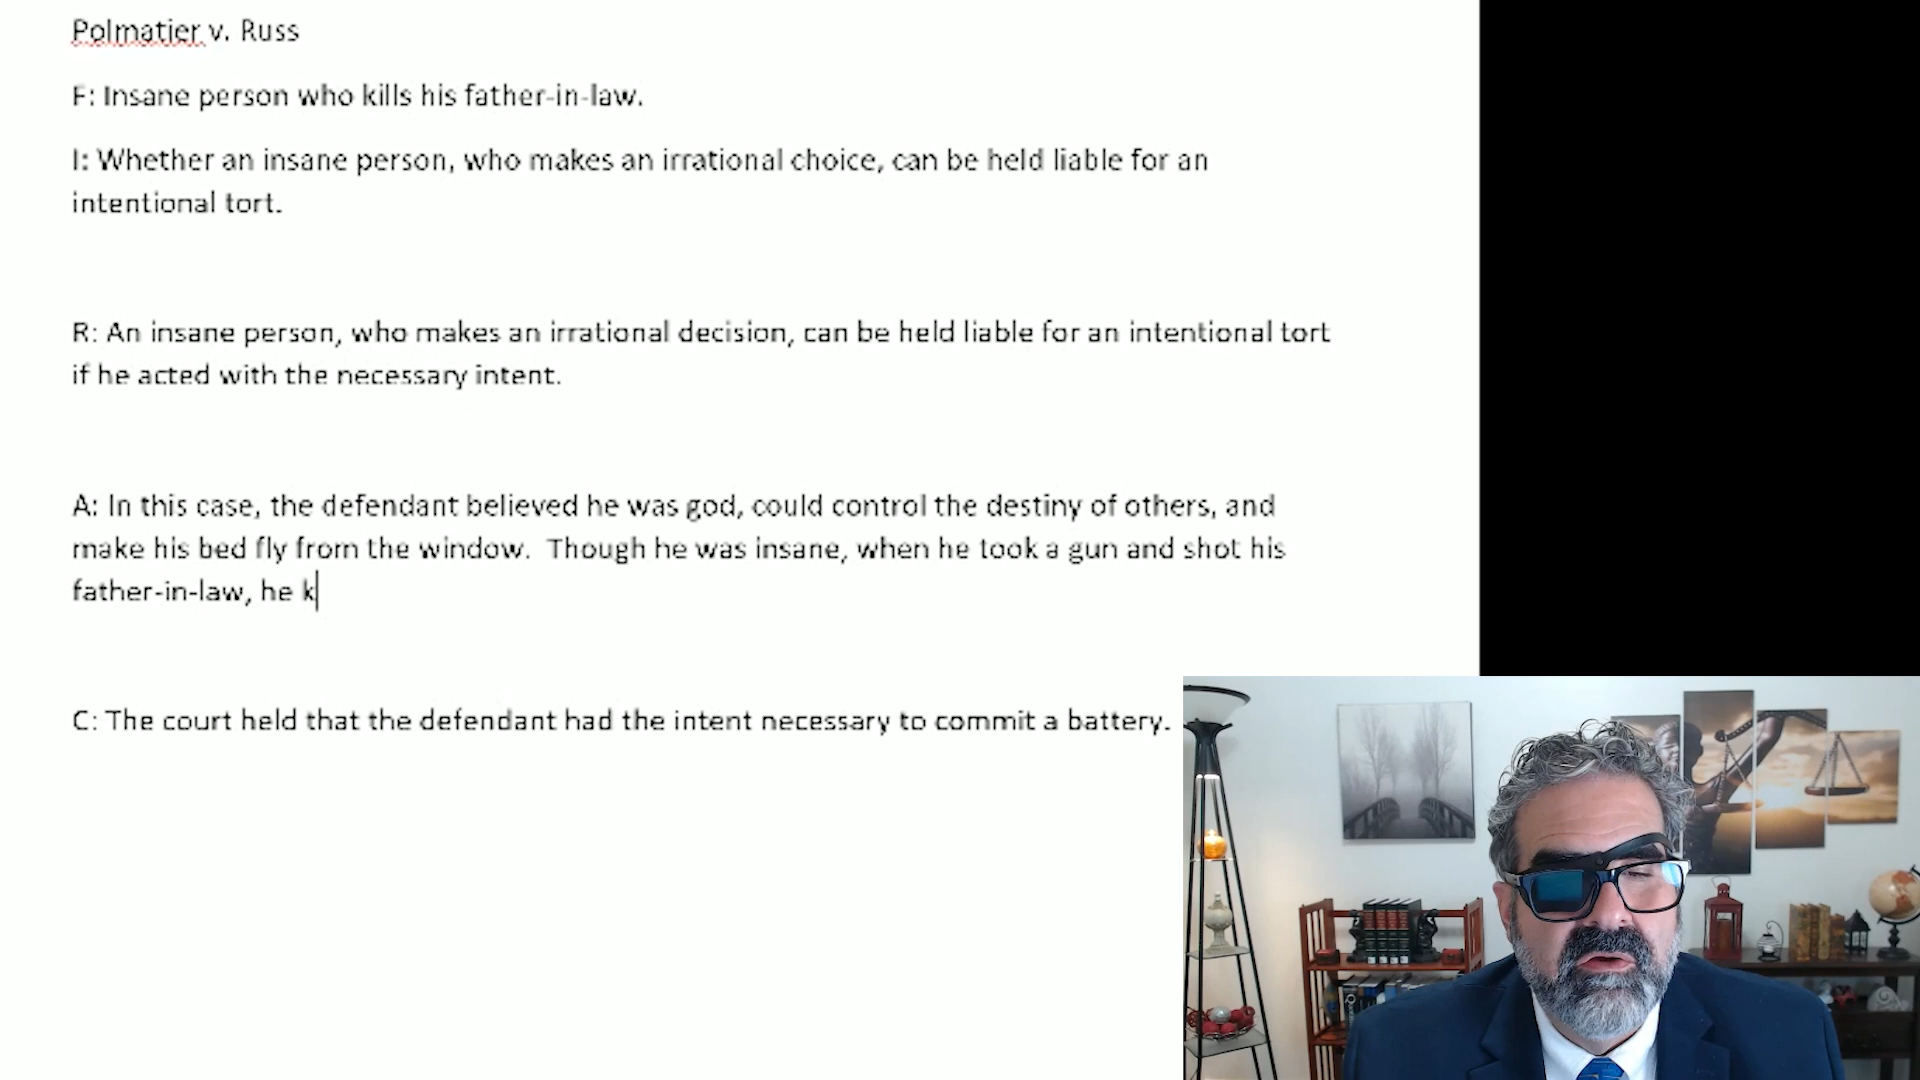 Polmatier v. Russ
F: Insane person who kills his father-in-law.
I: Whether an insane person, who makes an irrational choice, can be held liable for an
intentional tort.
R: An insane person, who makes an irrational decision, can be held liable for an intentional tort
if he acted with the necessary intent.
A: In this case, the defendant believed he was god, could control the destiny of others, and
make his bed fly from the window.  Though he was insane, when he took a gun and shot his
father-in-law, he k
C: The court held that the defendant had the intent necessary to commit a battery.